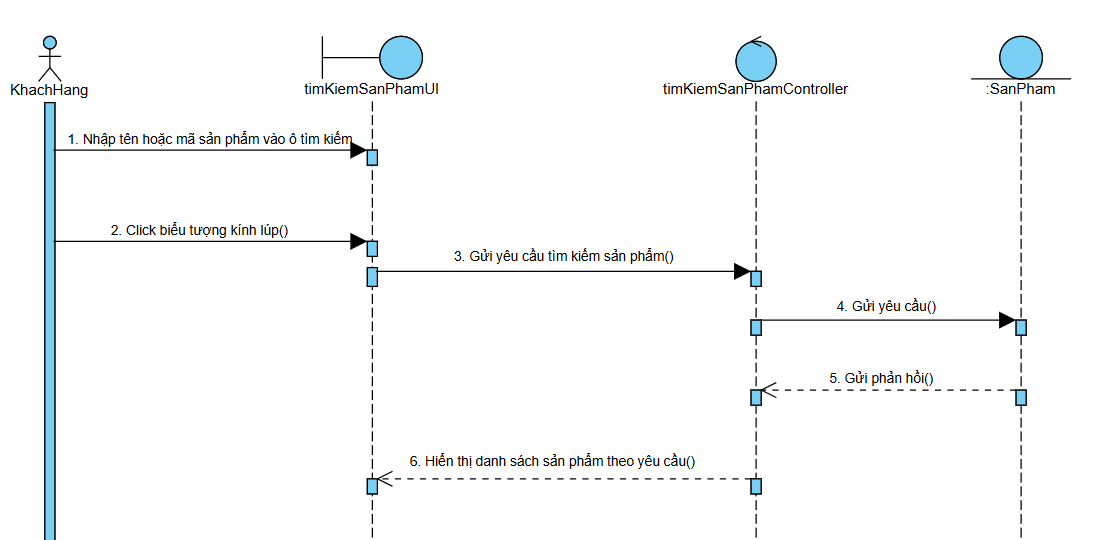 KhachHang
timKiemSanPhamUI
timKiemSanPhamController
:SanPham
1. Nhập tên hoặc mã sản phẩm vào ô tìm kiếm
2. Click biểu tượng kính lúp()
3. Gửi yêu cầu tìm kiếm sản phẩm()
4. Gửi yêu cầu()
5. Gửi phản hồi()
6. Hiển thị danh sách sản phẩm theo yêu cầu()